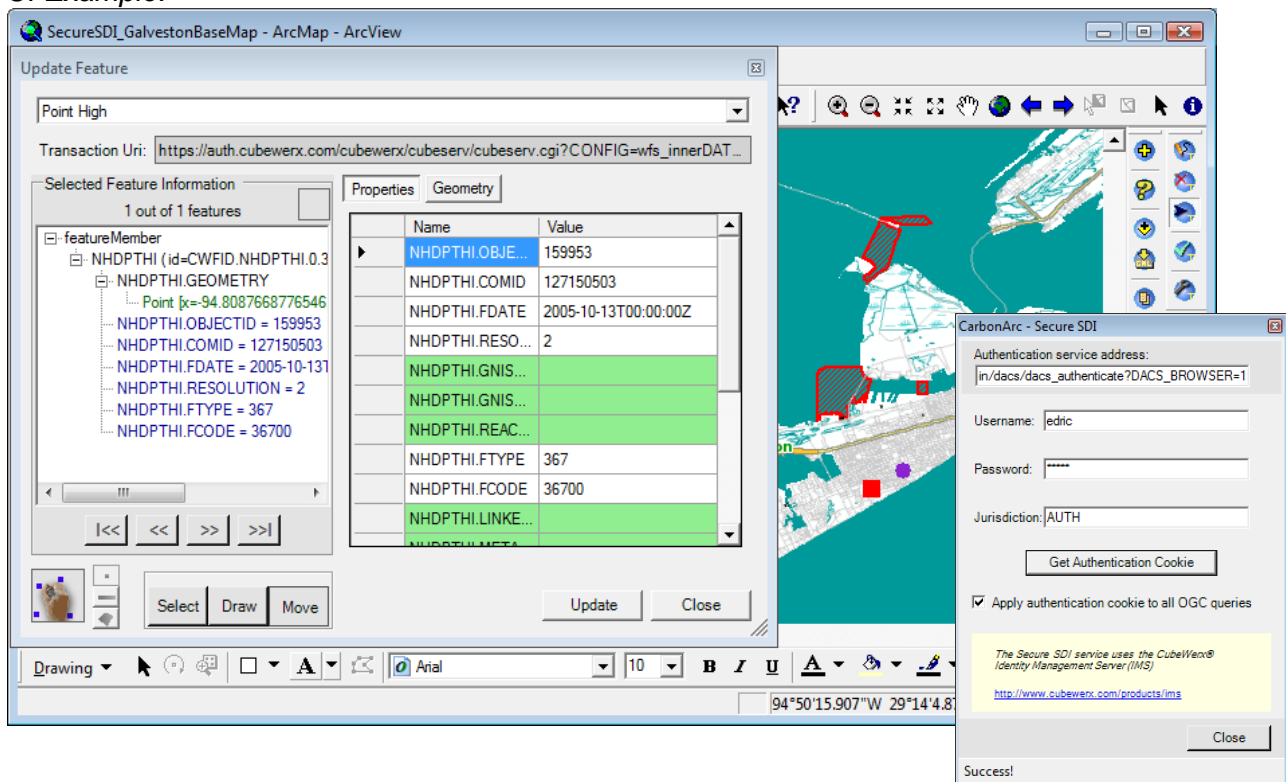 SecureSDI_GalvestonBaseMap - ArcMap - ArcView
Update Feature
Point High
Transaction Uri: https://auth.cubewerx.com/cubewerx/cubeserv/cubeserv.cgi?CONFIG=wfs_innerDAT...
Selected Feature Information
1 out of 1 features
featureMember
NHDPTHI (id=CWFID.NHDPTHI.0.3
NHDPTHI.GEOMETRY
Point [x=-94.8087668776546
NHDPTHI.OBJECTID = 159953
NHDPTHI.COMID = 127150503
NHDPTHI.FDATE = 2005-10-13T
NHDPTHI.RESOLUTION = 2
NHDPTHI.FTYPE = 367
NHDPTHI.FCODE = 36700
|<< << >> >>|
Properties Geometry
Name Value
NHDPTHI.OBJE... 159953
NHDPTHI.COMID 127150503
NHDPTHI.FDATE 2005-10-13T00:00:00Z
NHDPTHI.RESO... 2
NHDPTHI.GNIS...
NHDPTHI.GNIS...
NHDPTHI.REAC...
NHDPTHI.FTYPE 367
NHDPTHI.FCODE 36700
NHDPTHI.LINKE...
Select Draw Move
Update Close
Drawing A Arial 10 B I U A
94°50'15.907"W 29°14'4.8
CarbonArc - Secure SDI
Authentication service address:
in/dacs/dacs_authenticate?DACS_BROWSER=1
Username: edric
Password: *****
Jurisdiction: AUTH
Get Authentication Cookie
Apply authentication cookie to all OGC queries
The Secure SDI service uses the CubeWerx®
Identity Management Server (IMS)
http://www.cubewerx.com/products/ims
Close
Success!